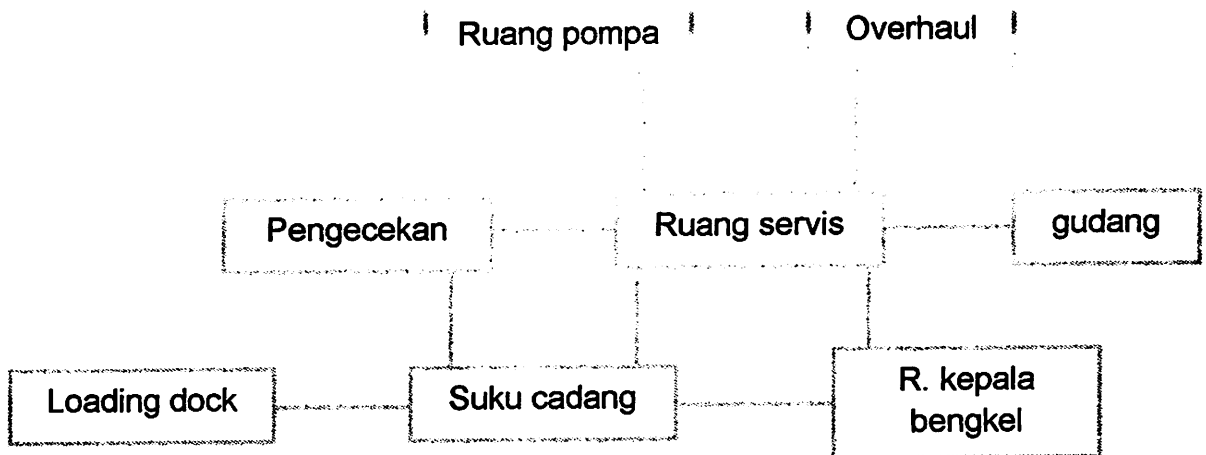 Ruang pompa
Overhaul
Pengecekan
Ruang servis
gudang
Loading dock
Suku cadang
R. kepala
bengkel